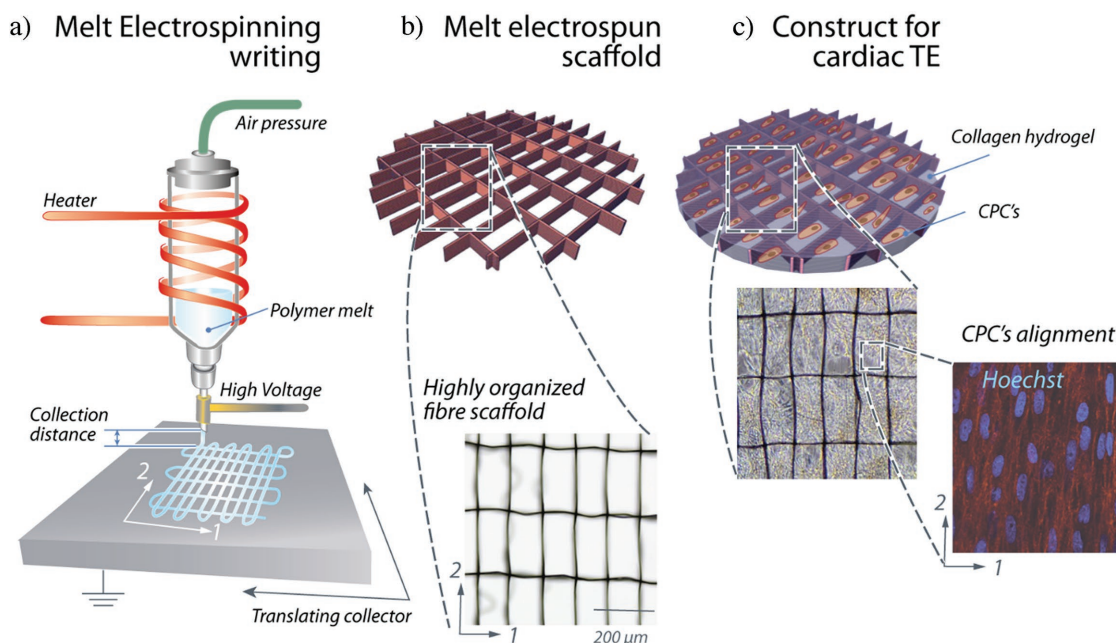 a) Melt Electrospinning
writing
Air pressure
Heater
Polymer melt
High Voltage
Collection
distance
2
1
Translating collector
b) Melt electrospun
scaffold
Highly organized
fibre scaffold
2
1
200 µm
c) Construct for
cardiac TE
Collagen hydrogel
CPC's
CPC's alignment
Hoechst
2
1